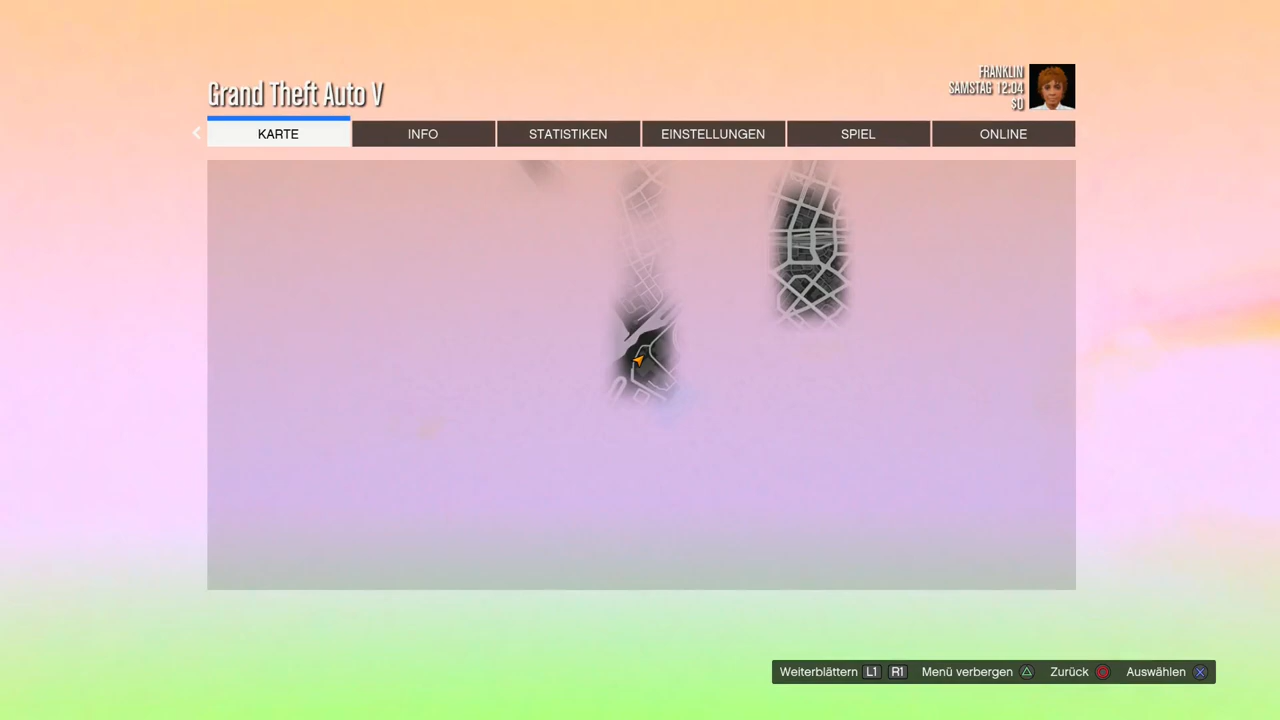 Grand Theft Auto V
FRANKLIN
SAMSTAG 12:04
$0
KARTE INFO STATISTIKEN EINSTELLUNGEN SPIEL ONLINE
Weiterblättern L1 R1 Menü verbergen Zurück Auswählen